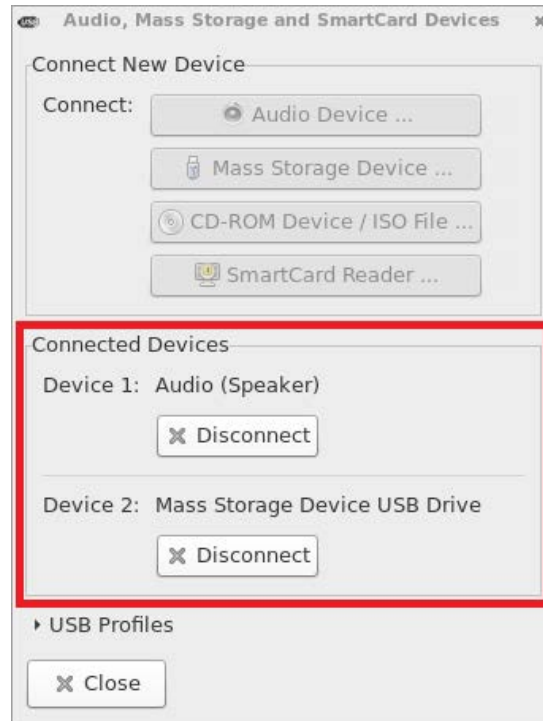 USB Audio, Mass Storage and SmartCard Devices x
Connect New Device
Connect: Audio Device ...
Mass Storage Device ...
CD-ROM Device / ISO File ...
SmartCard Reader ...
Connected Devices
Device 1: Audio (Speaker)
Disconnect
Device 2: Mass Storage Device USB Drive
Disconnect
USB Profiles
Close